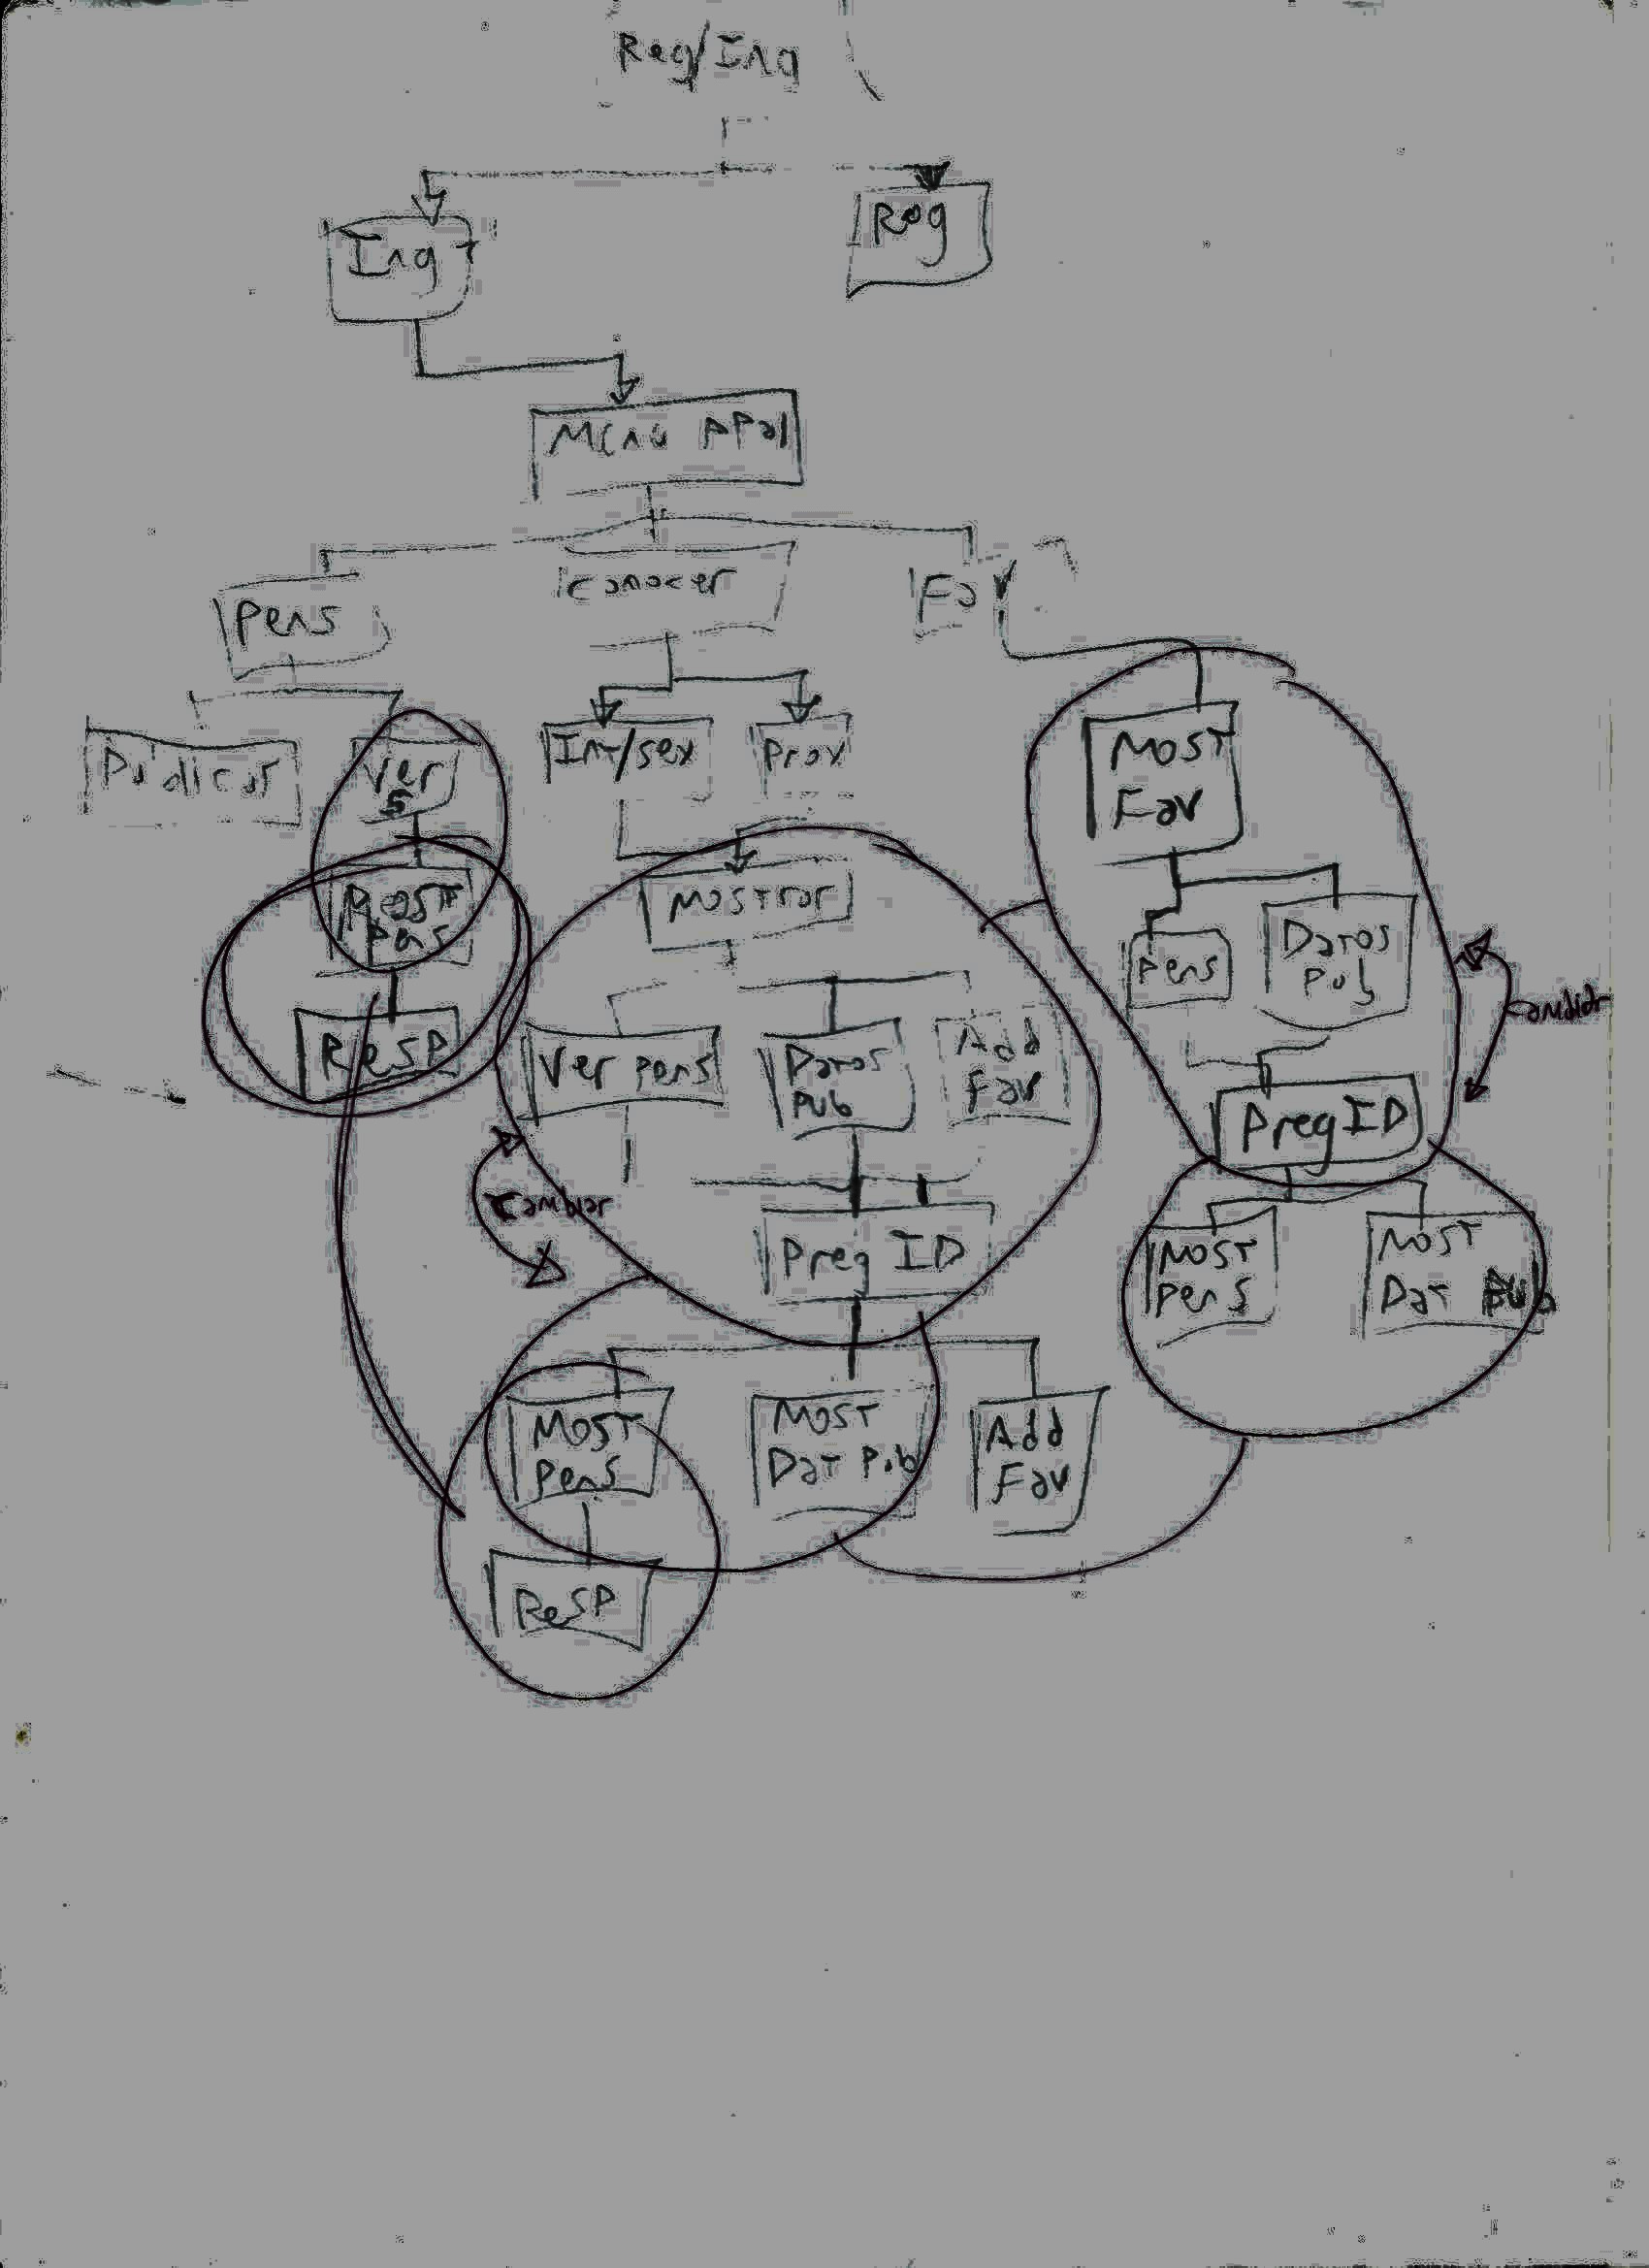 Reg/Ing
Ing
Reg
Menu
Pens
conocer
Fav
Publicar
Ver
5
Int/sex
Prov
Most
Fav
Most
Pens
Mostrar
Pens
Datos
Pub
Resp
Ver pens
Datos
Pub
Add
Fav
Cambiar
Preg ID
Cambiar
Preg ID
Most
Pens
Most
Dat Pub
Most
Pens
Most
Dat Pub
Add
Fav
Resp